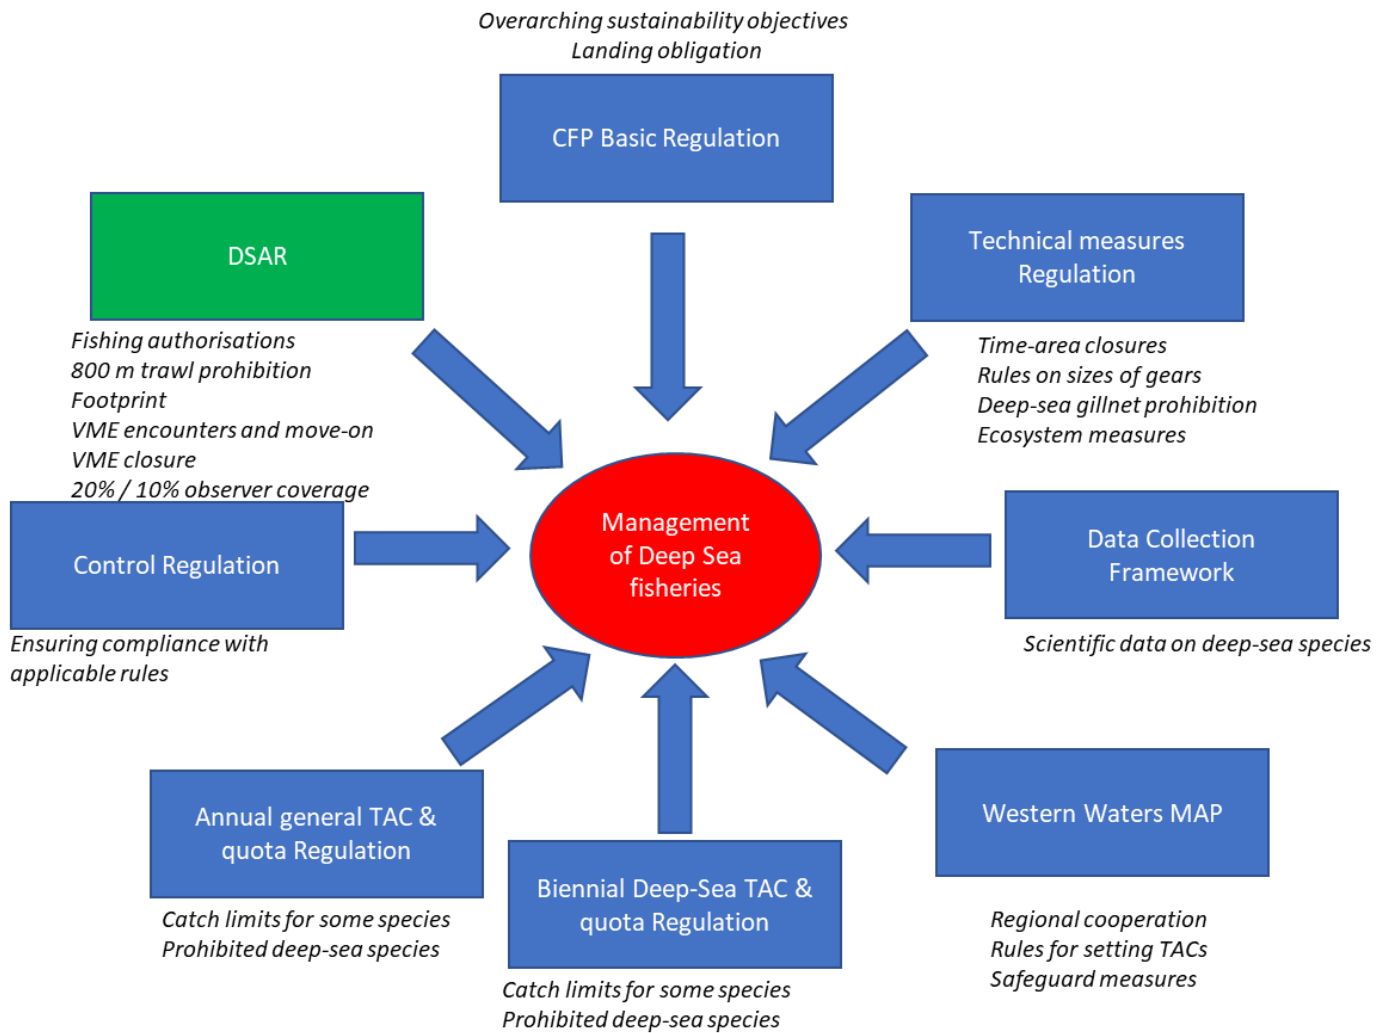 Overarching sustainability objectives
Landing obligation
CFP Basic Regulation
DSAR
Fishing authorisations
800 m trawl prohibition
Footprint
VME encounters and move-on
VME closure
20% / 10% observer coverage
Technical measures
Regulation
Time-area closures
Rules on sizes of gears
Deep-sea gillnet prohibition
Ecosystem measures
Control Regulation
Ensuring compliance with
applicable rules
Management
of Deep Sea
fisheries
Data Collection
Framework
Scientific data on deep-sea species
Annual general TAC &
quota Regulation
Catch limits for some species
Prohibited deep-sea species
Biennial Deep-Sea TAC &
quota Regulation
Catch limits for some species
Prohibited deep-sea species
Western Waters MAP
Regional cooperation
Rules for setting TACs
Safeguard measures